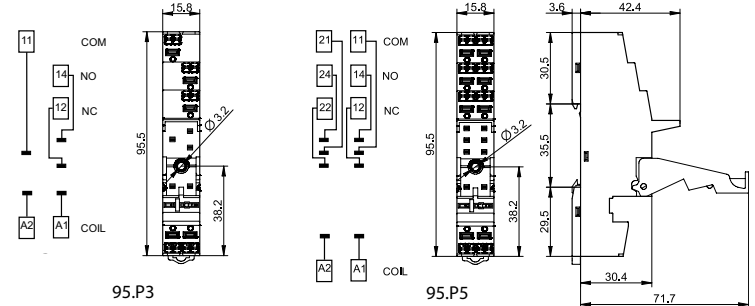 15.8
11 COM
14 NO
12 NC
Ø3.2
95.5
38.2
A2 A1 COIL
95.P3
15.8
21 11 COM
24 14 NO
22 12 NC
Ø3.2
95.5
38.2
A2 A1 COIL
95.P5
3.6 42.4
30.5
35.5
29.5
30.4
71.7